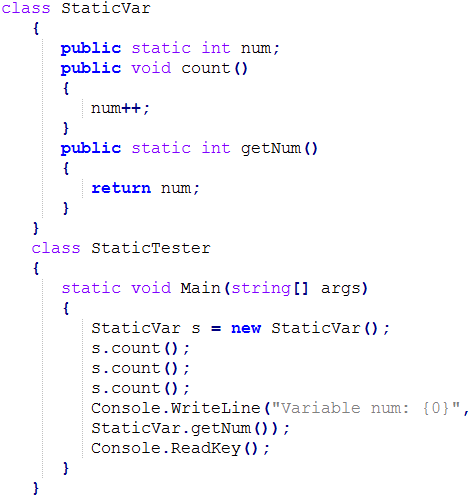 class StaticVar
{
public static int num;
public void count()
{
num++;
}
public static int getNum()
{
return num;
}
}
class StaticTester
{
static void Main(string[] args)
{
StaticVar s = new StaticVar();
s.count();
s.count();
s.count();
Console.WriteLine("Variable num: {0}",
StaticVar.getNum());
Console.ReadKey();
}
}